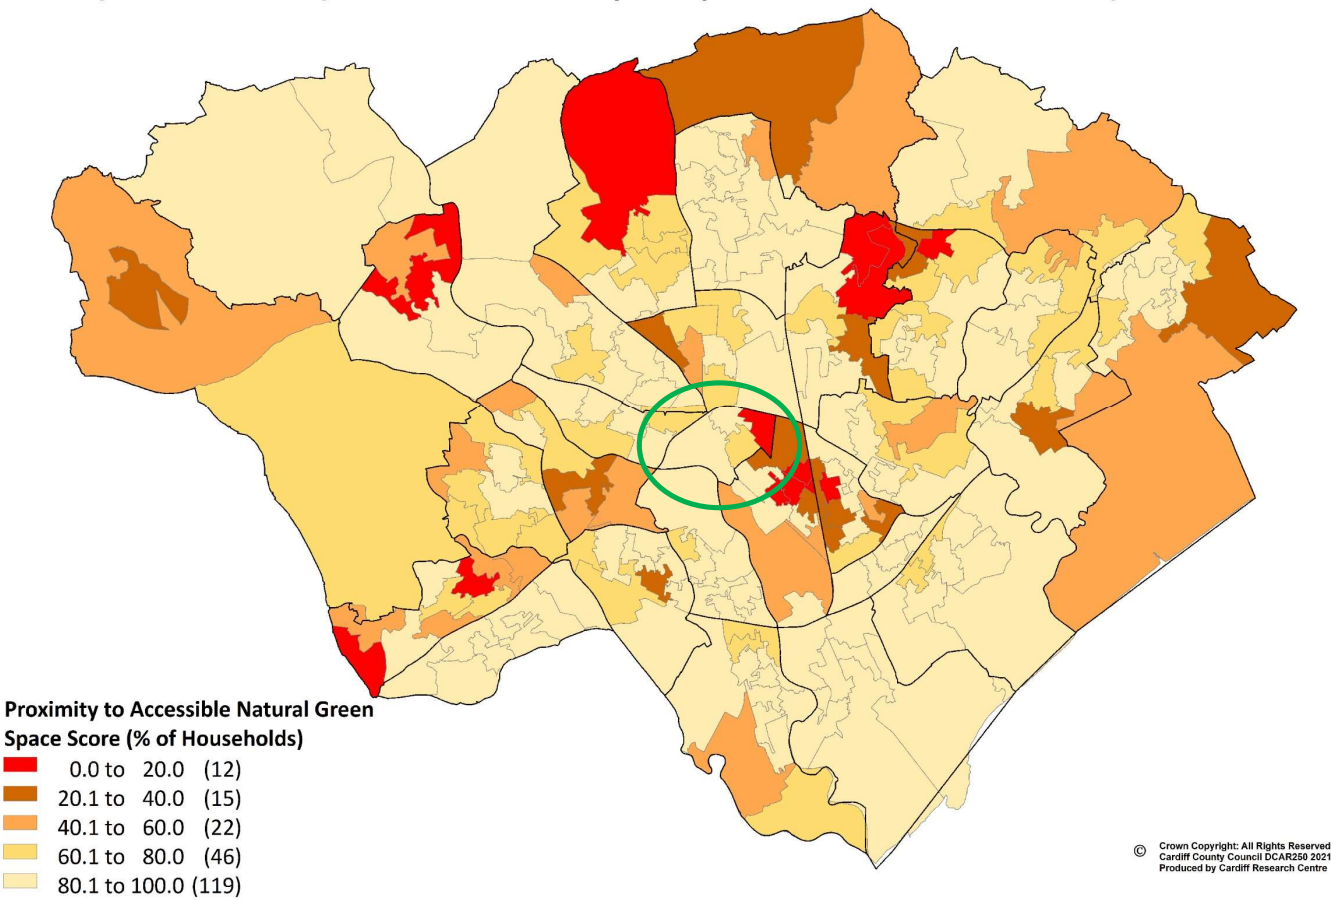 Proximity to Accessible Natural Green
Space Score (% of Households)
0.0 to 20.0 (12)
20.1 to 40.0 (15)
40.1 to 60.0 (22)
60.1 to 80.0 (46)
80.1 to 100.0 (119)
© Crown Copyright: All Rights Reserved
Cardiff County Council DCAR250 2021
Produced by Cardiff Research Centre